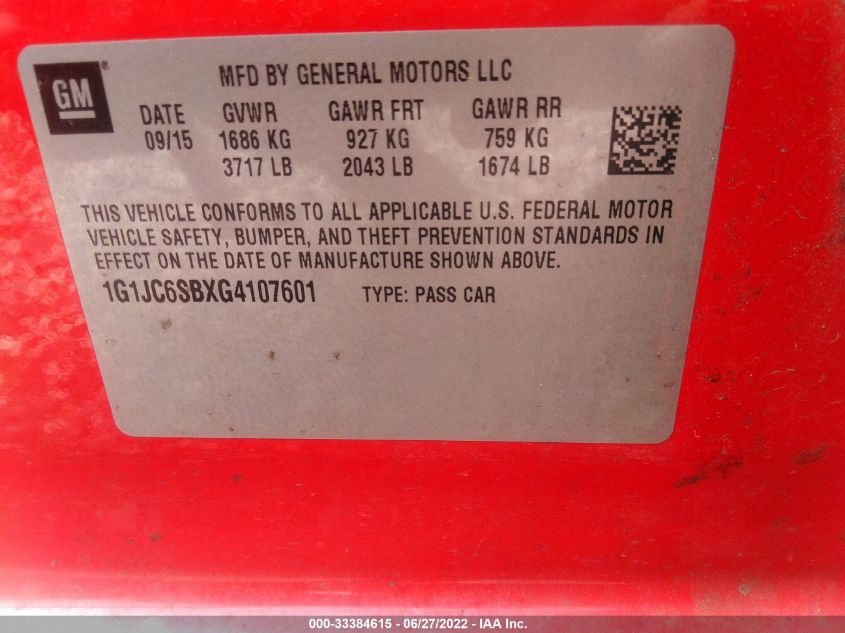 GM ®
MFD BY GENERAL MOTORS LLC
DATE GVWR GAWR FRT GAWR RR
09/15 1686 KG 927 KG 759 KG
3717 LB 2043 LB 1674 LB
THIS VEHICLE CONFORMS TO ALL APPLICABLE U.S. FEDERAL MOTOR
VEHICLE SAFETY, BUMPER, AND THEFT PREVENTION STANDARDS IN
EFFECT ON THE DATE OF MANUFACTURE SHOWN ABOVE.
1G1JC6SBXG4107601 TYPE: PASS CAR
000-33384615 - 06/27/2022 - IAA Inc.